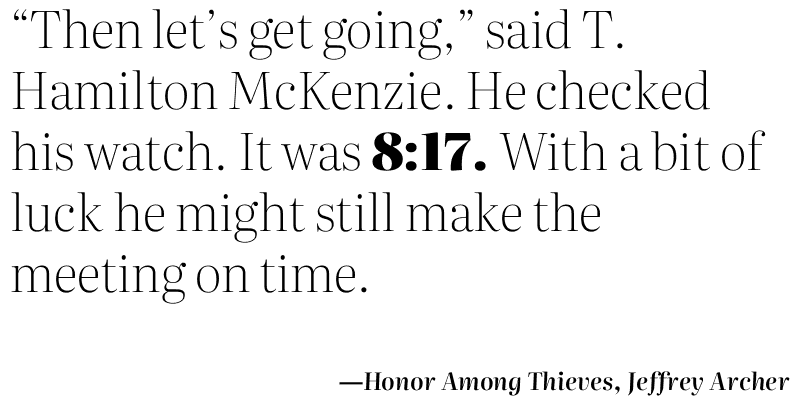 “Then let’s get going,” said T.
Hamilton McKenzie. He checked
his watch. It was 8:17. With a bit of
luck he might still make the
meeting on time.
—Honor Among Thieves, Jeffrey Archer